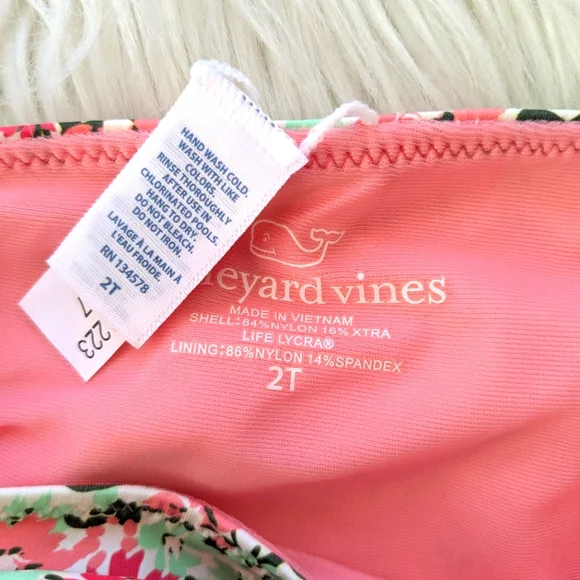 HAND WASH COLD.
WASH WITH LIKE
COLORS.
RINSE THOROUGHLY
AFTER USE IN
CHLORINATED POOLS.
HANG TO DRY.
DO NOT BLEACH.
DO NOT IRON.
LAVAGE À LA MAIN À
L'EAU FROIDE.
RN 134578
2T
223
eyard vines
MADE IN VIETNAM
SHELL:84%NYLON 16% XTRA
LIFE LYCRA®
LINING:86%NYLON 14%SPANDEX
2T